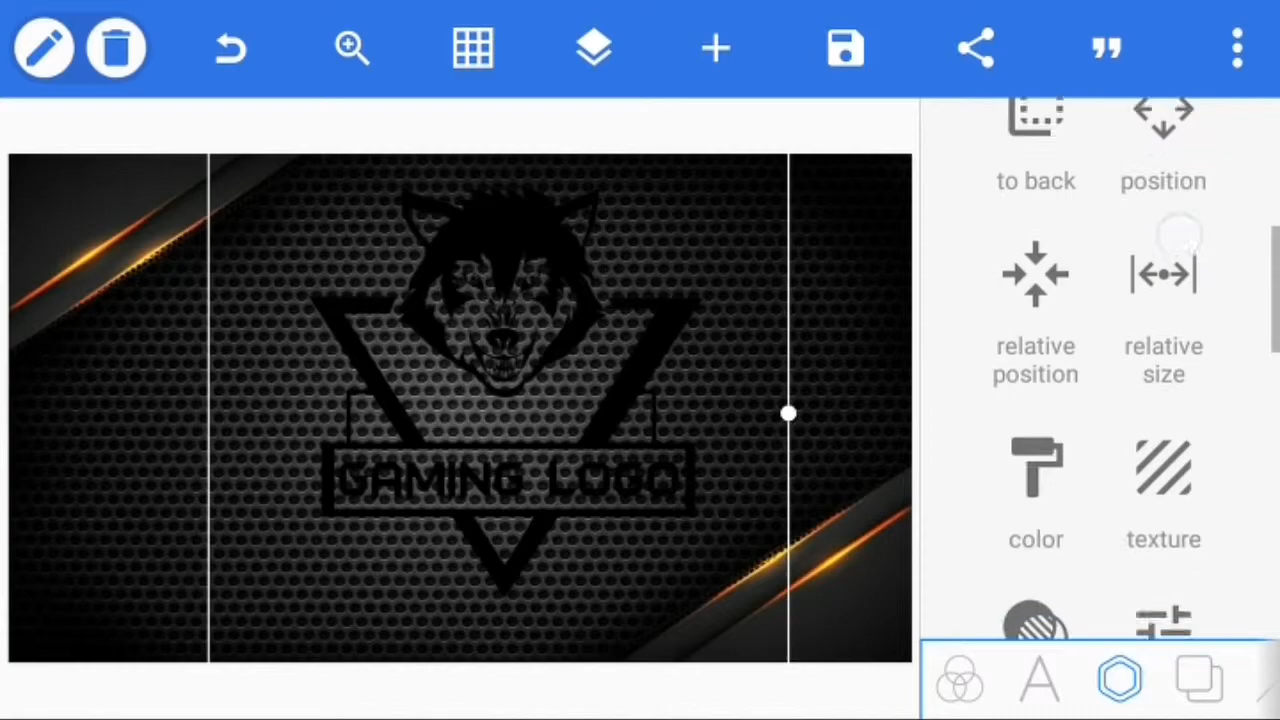 to back
position
relative
position
relative
size
color
texture
GAMING LOGO